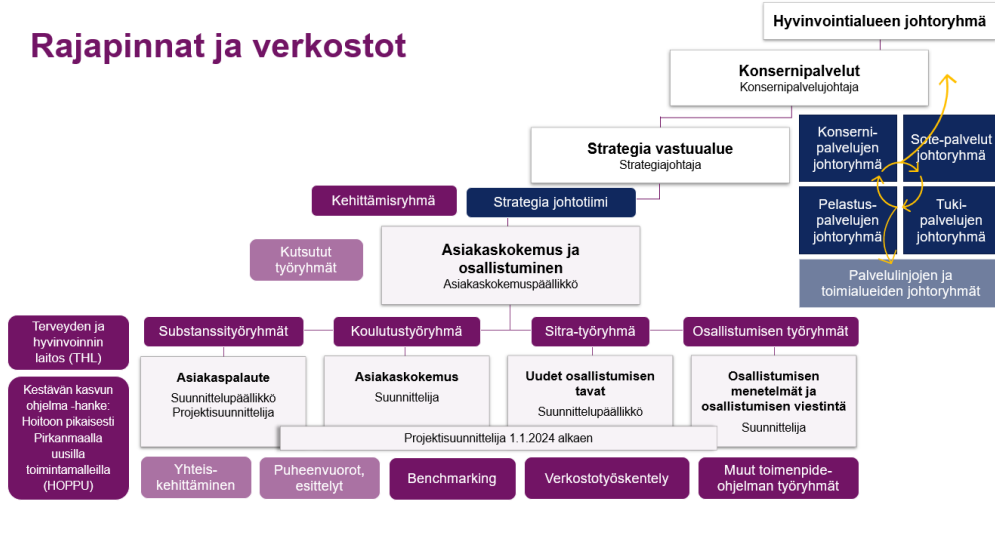 Rajapinnat ja verkostot
Hyvinvointialueen johtoryhmä
Konsernipalvelut
Konsernipalvelujohtaja
Strategia vastuualue
Strategiajohtaja
Konserni-
palvelujen
johtoryhmä
Sote-palvelut
johtoryhmä
Pelastus-
palvelujen
johtoryhmä
Tuki-
palvelujen
johtoryhmä
Palvelulinjojen ja
toimialueiden johtoryhmät
Kehittämisryhmä
Strategia johtotiimi
Kutsutut
työryhmät
Asiakaskokemus ja
osallistuminen
Asiakaskokemuspäällikkö
Terveyden ja
hyvinvoinnin
laitos (THL)
Substanssityöryhmät
Koulutustyöryhmä
Sitra-työryhmä
Osallistumisen työryhmät
Kestävän kasvun
ohjelma -hanke:
Hoitoon pikaisesti
Pirkanmaalla
uusilla
toimintamalleilla
(HOPPU)
Asiakaspalaute
Suunnittelupäällikkö
Projektisuunnittelija
Asiakaskokemus
Suunnittelija
Uudet osallistumisen
tavat
Suunnittelupäällikkö
Osallistumisen
menetelmät ja
osallistumisen viestintä
Suunnittelija
Projektisuunnittelija 1.1.2024 alkaen
Yhteis-
kehittäminen
Puheenvuorot,
esittelyt
Benchmarking
Verkostotyöskentely
Muut toimenpide-
ohjelman työryhmät